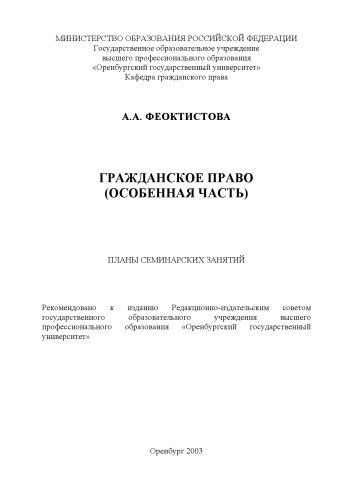 МИНИСТЕРСТВО ОБРАЗОВАНИЯ РОССИЙСКОЙ ФЕДЕРАЦИИ
Государственное образовательное учреждение
высшего профессионального образования
«Оренбургский государственный университет»
Кафедра гражданского права
А.А. ФЕОКТИСТОВА
ГРАЖДАНСКОЕ ПРАВО
(ОСОБЕННАЯ ЧАСТЬ)
ПЛАНЫ СЕМИНАРСКИХ ЗАНЯТИЙ
Рекомендовано к изданию Редакционно-издательским советом
государственного образовательного учреждения высшего
профессионального образования «Оренбургский государственный
университет»
Оренбург 2003